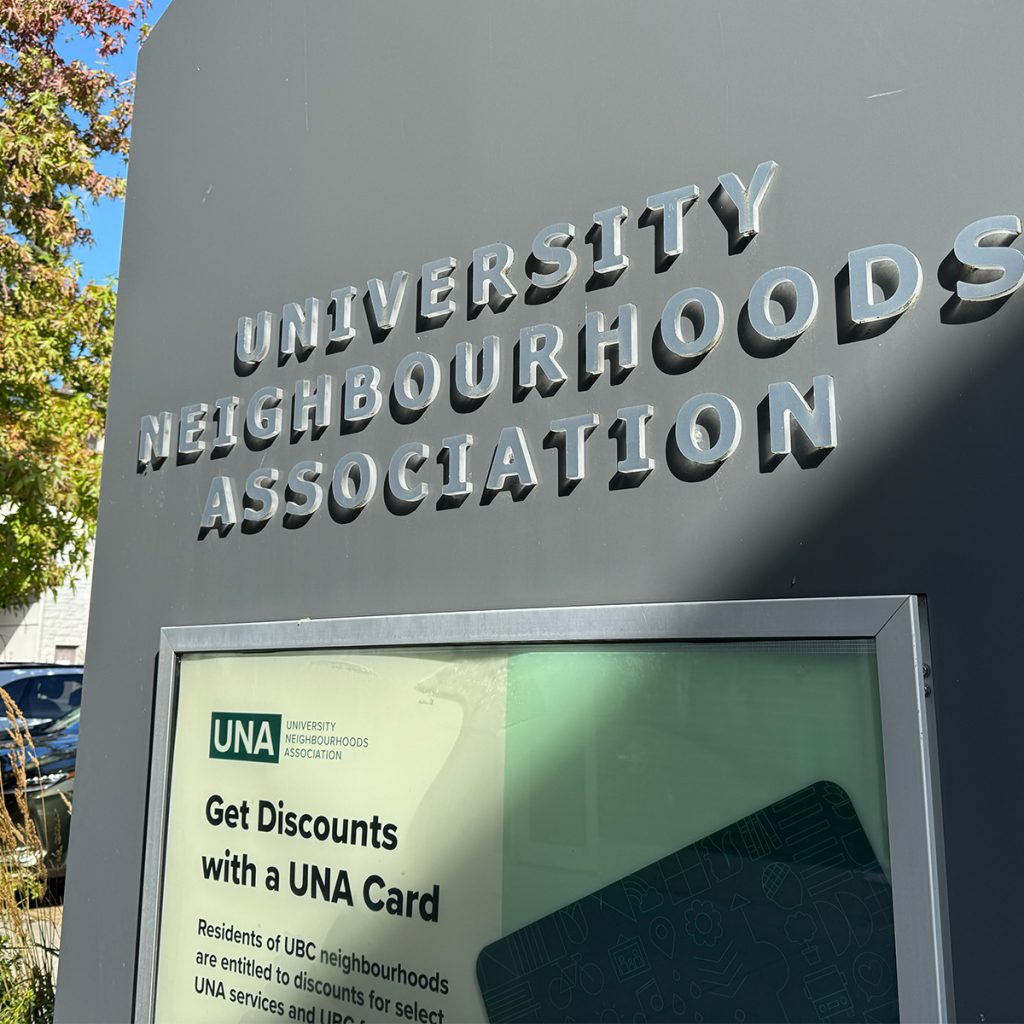 UNIVERSITY
NEIGHBOURHOODS
ASSOCIATION
UNA
UNIVERSITY
NEIGHBOURHOODS
ASSOCIATION
Get Discounts
with a UNA Card
Residents of UBC neighbourhoods
are entitled to discounts for select
UNA services and UBC